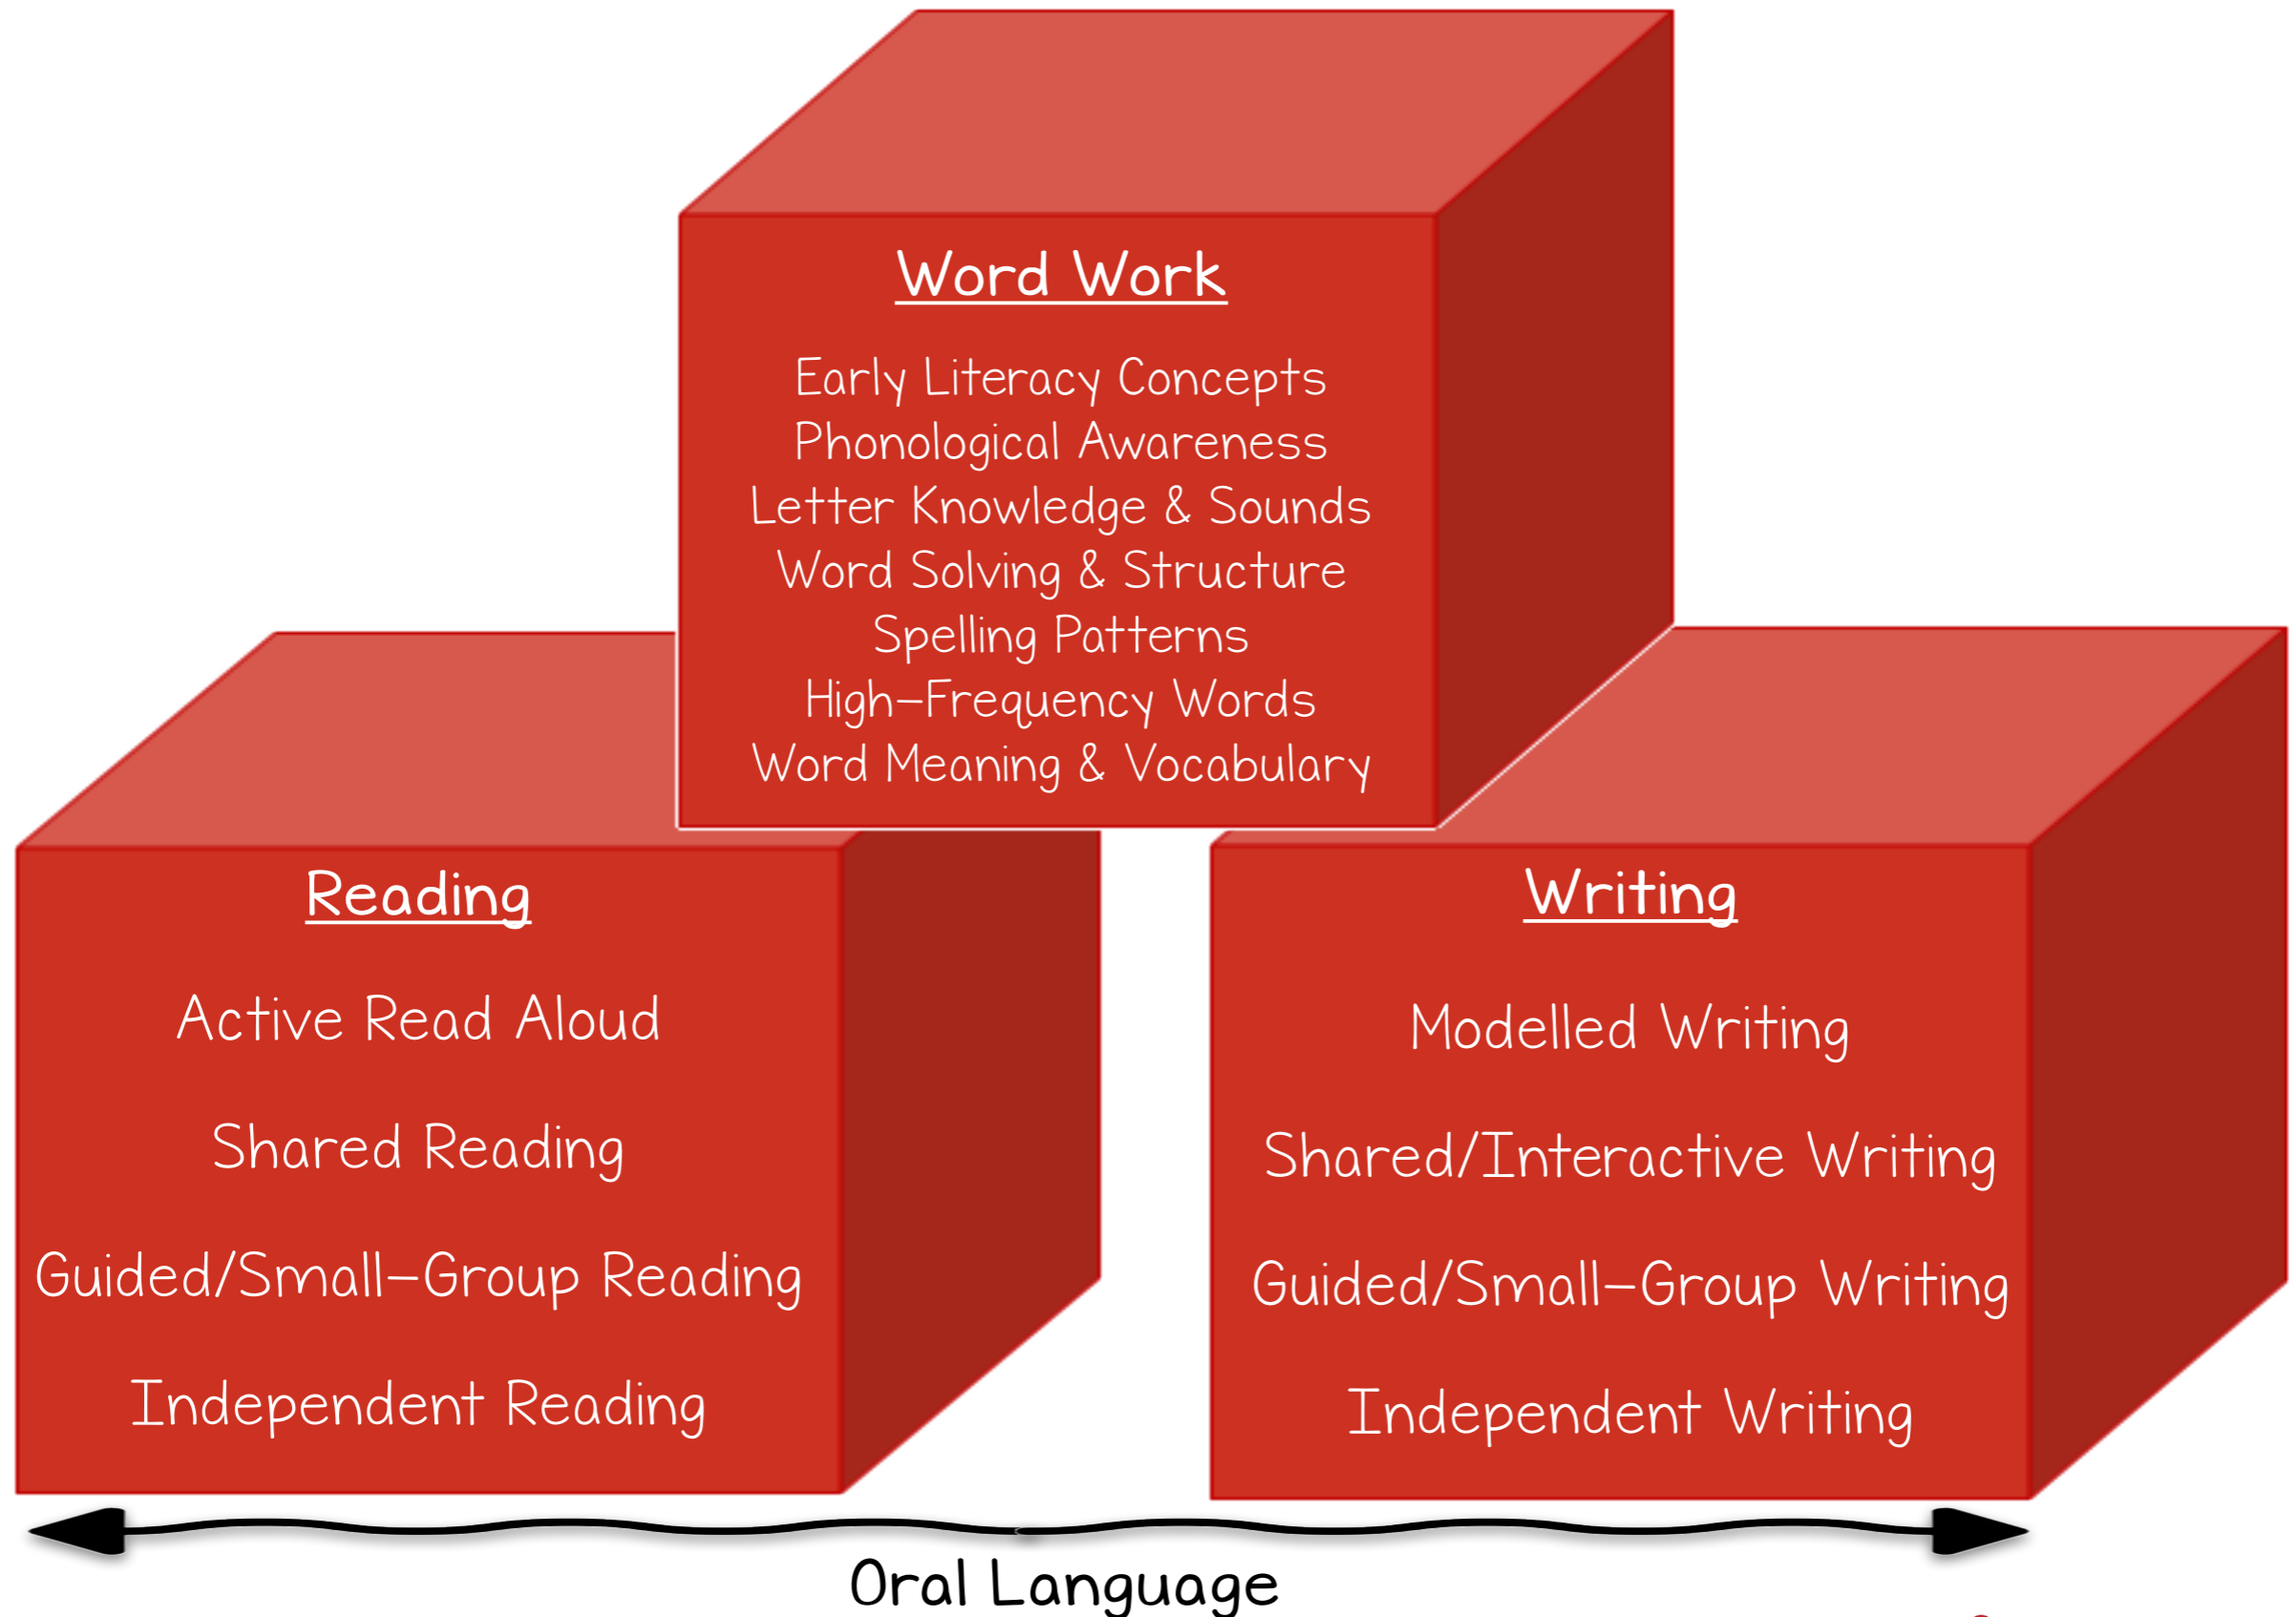 Word Work
Early Literacy Concepts
Phonological Awareness
Letter Knowledge & Sounds
Word Solving & Structure
Spelling Patterns
High-Frequency Words
Word Meaning & Vocabulary
Reading
Active Read Aloud
Shared Reading
Guided/Small-Group Reading
Independent Reading
Writing
Modelled Writing
Shared/Interactive Writing
Guided/Small-Group Writing
Independent Writing
Oral Language